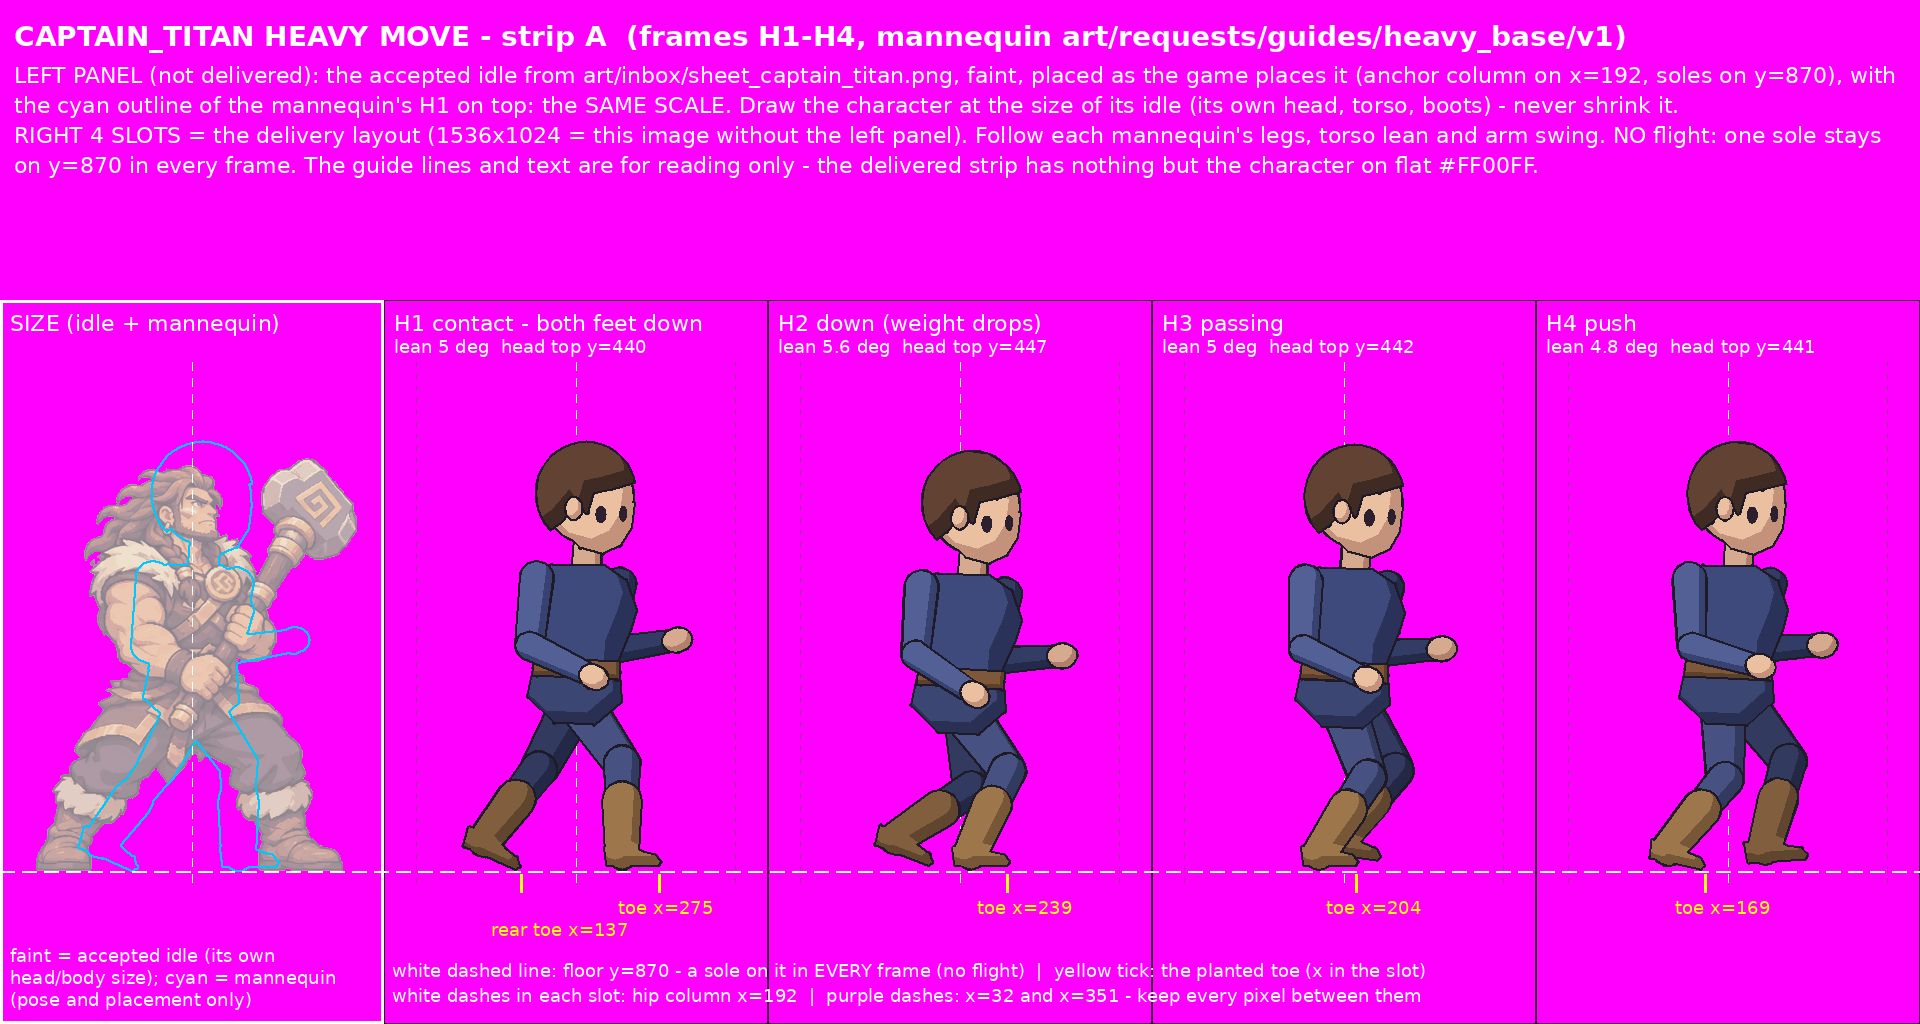 CAPTAIN_TITAN HEAVY MOVE - strip A  (frames H1-H4, mannequin art/requests/guides/heavy_base/v1)
LEFT PANEL (not delivered): the accepted idle from art/inbox/sheet_captain_titan.png, faint, placed as the game places it (anchor column on x=192, soles on y=870), with
the cyan outline of the mannequin's H1 on top: the SAME SCALE. Draw the character at the size of its idle (its own head, torso, boots) - never shrink it.
RIGHT 4 SLOTS = the delivery layout (1536x1024 = this image without the left panel). Follow each mannequin's legs, torso lean and arm swing. NO flight: one sole stays
on y=870 in every frame. The guide lines and text are for reading only - the delivered strip has nothing but the character on flat #FF00FF.
SIZE (idle + mannequin)
H1 contact - both feet down
lean 5 deg  head top y=440
H2 down (weight drops)
lean 5.6 deg  head top y=447
H3 passing
lean 5 deg  head top y=442
H4 push
lean 4.8 deg  head top y=441
toe x=275
rear toe x=137
toe x=239
toe x=204
toe x=169
faint = accepted idle (its own
head/body size); cyan = mannequin
(pose and placement only)
white dashed line: floor y=870 - a sole on it in EVERY frame (no flight)  |  yellow tick: the planted toe (x in the slot)
white dashes in each slot: hip column x=192  |  purple dashes: x=32 and x=351 - keep every pixel between them